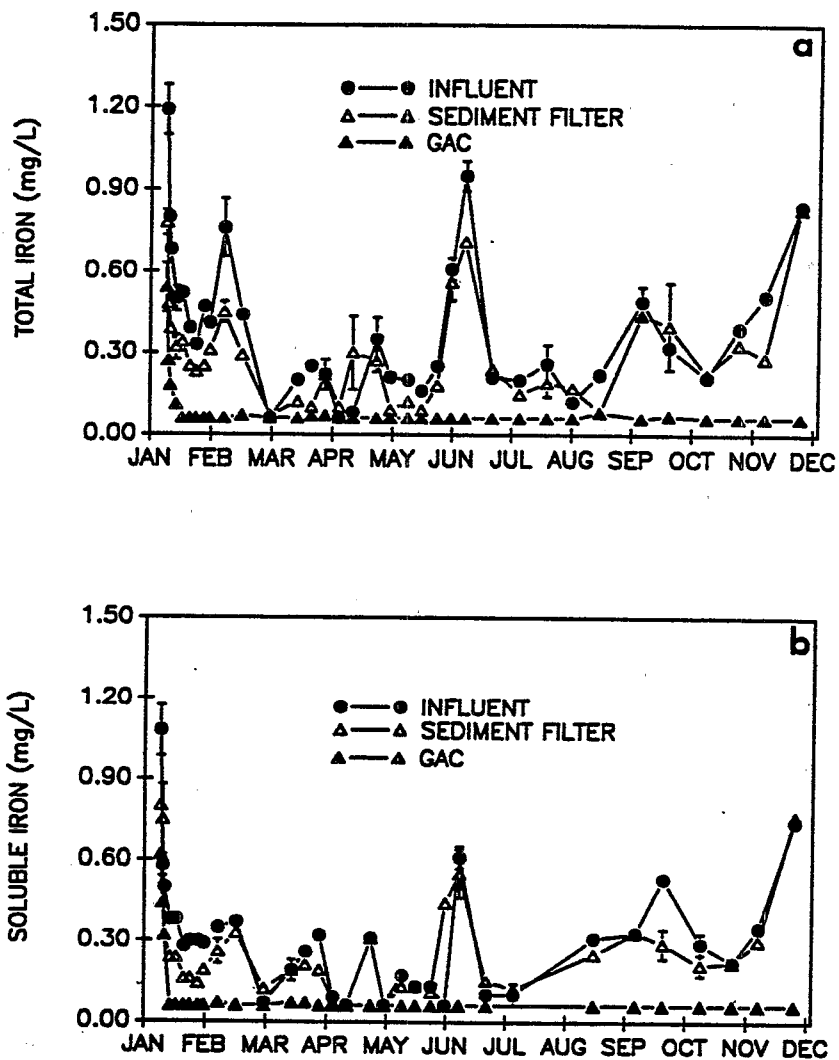 a
1.50
1.20
0.90
0.60
0.30
0.00
TOTAL IRON (mg/L)
INFLUENT
SEDIMENT FILTER
GAC
JAN FEB MAR APR MAY JUN JUL AUG SEP OCT NOV DEC
b
1.50
1.20
0.90
0.60
0.30
0.00
SOLUBLE IRON (mg/L)
INFLUENT
SEDIMENT FILTER
GAC
JAN FEB MAR APR MAY JUN JUL AUG SEP OCT NOV DEC